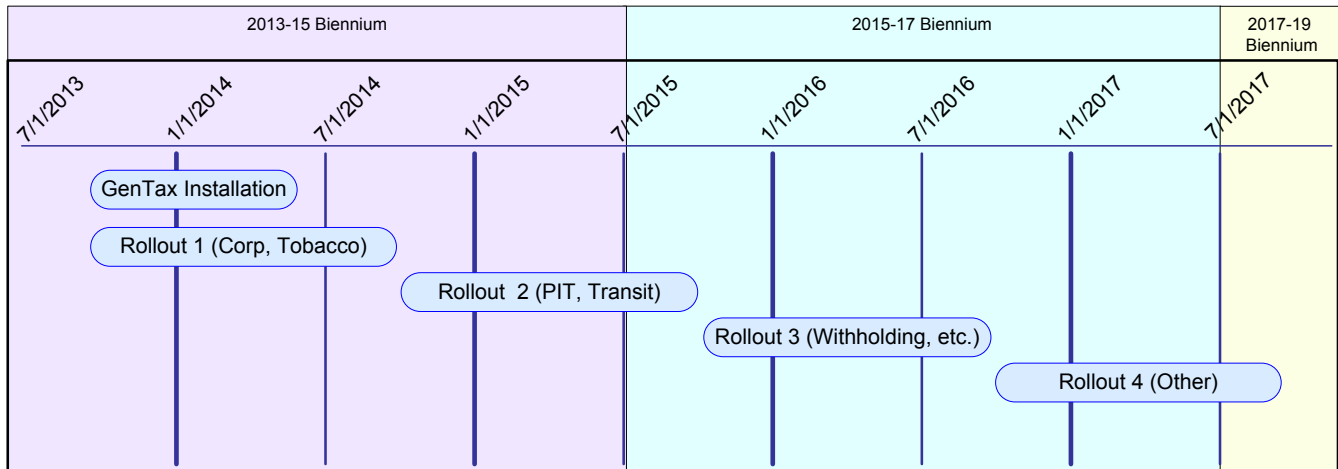 2013-15 Biennium
2015-17 Biennium
2017-19
Biennium
7/1/2013
1/1/2014
7/1/2014
1/1/2015
7/1/2015
1/1/2016
7/1/2016
1/1/2017
7/1/2017
GenTax Installation
Rollout 1 (Corp, Tobacco)
Rollout 2 (PIT, Transit)
Rollout 3 (Withholding, etc.)
Rollout 4 (Other)